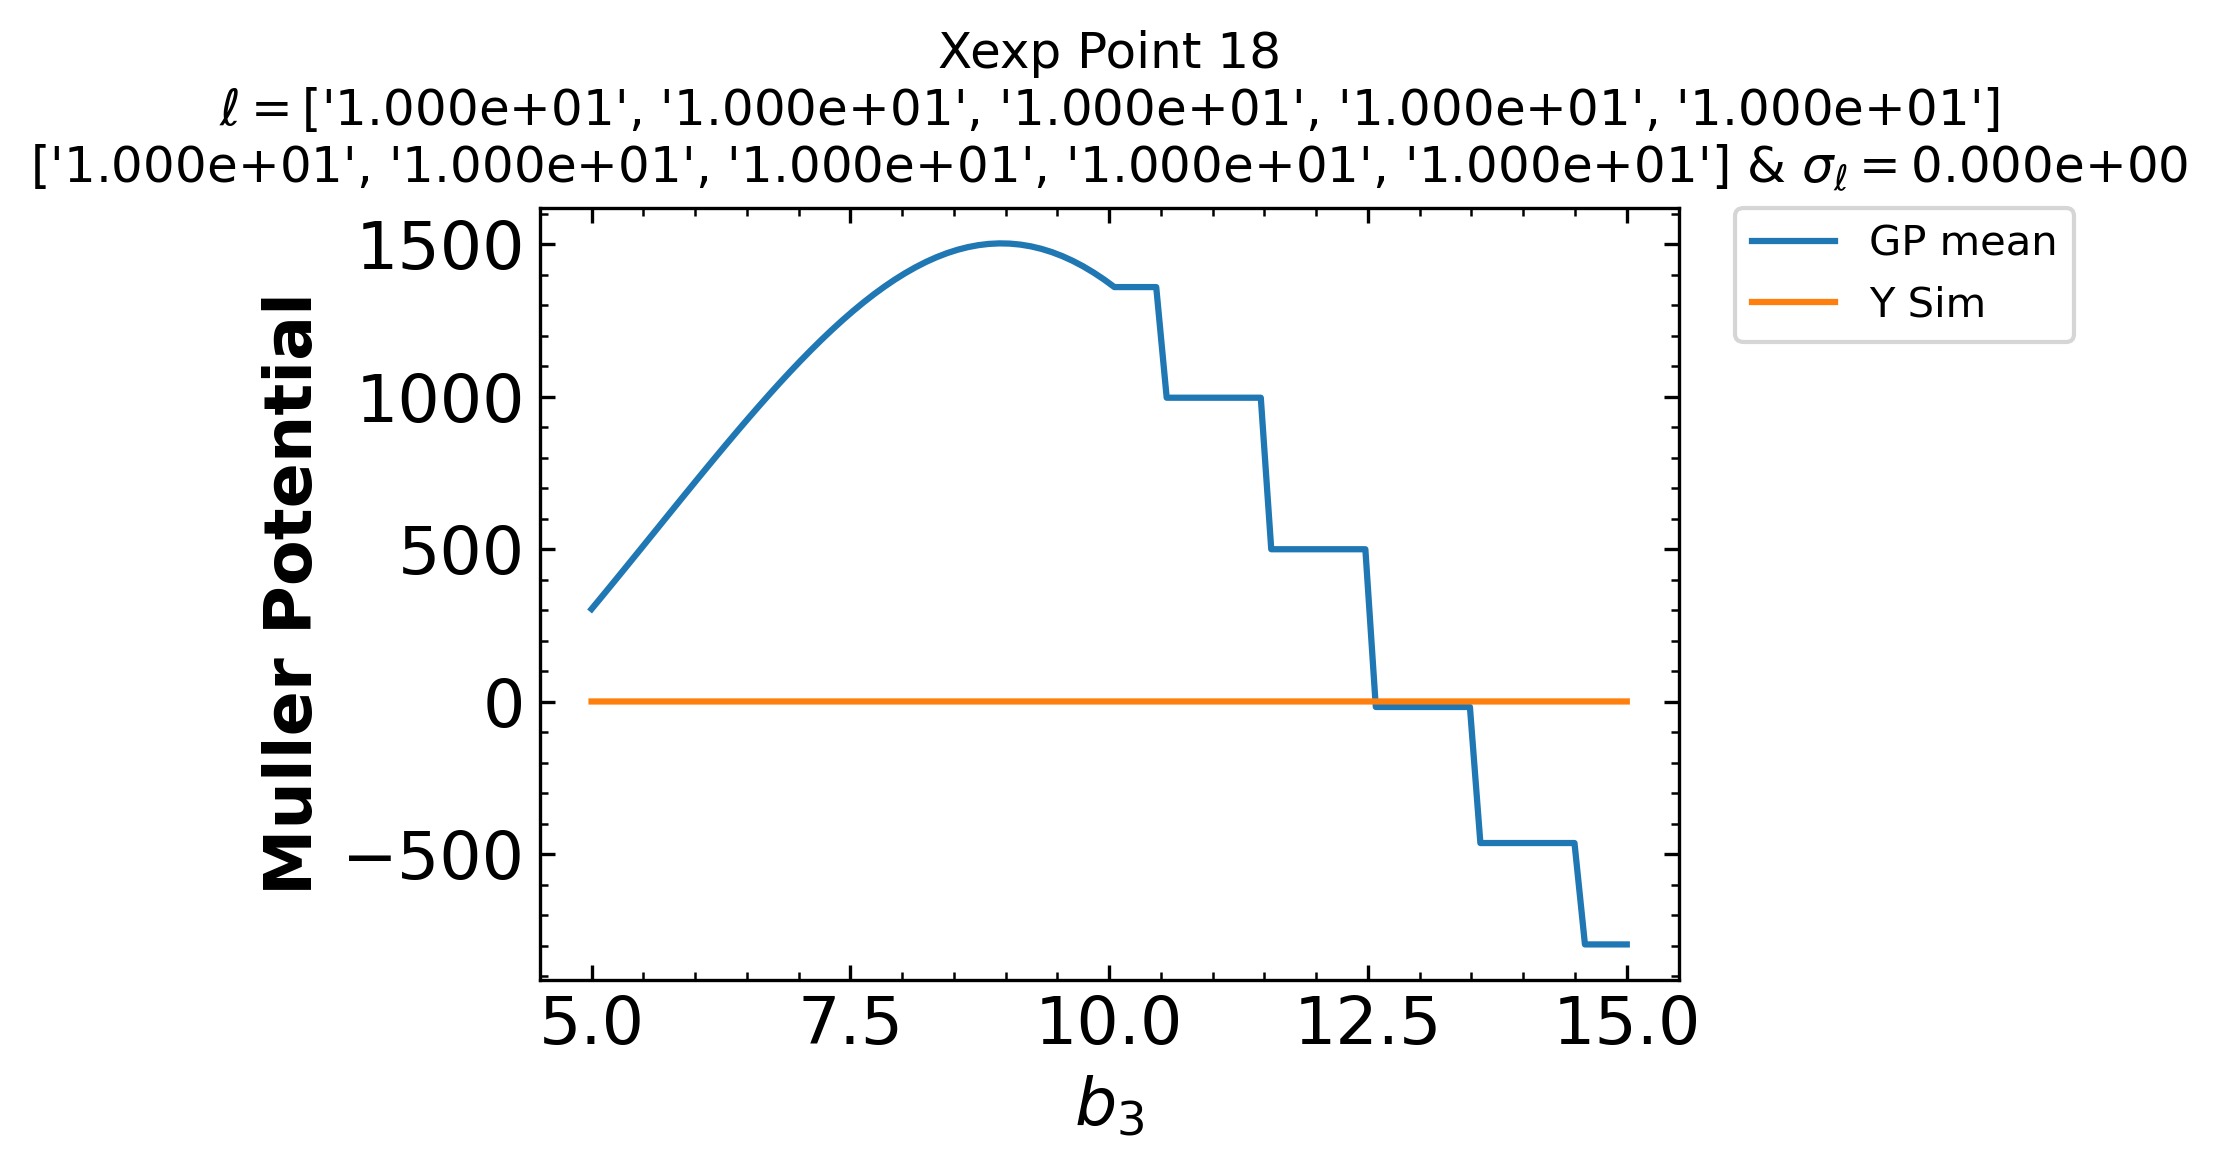 Xexp Point 18
ℓ = ['1.000e+01', '1.000e+01', '1.000e+01', '1.000e+01', '1.000e+01']
['1.000e+01', '1.000e+01', '1.000e+01', '1.000e+01', '1.000e+01'] & σℓ = 0.000e+00
GP mean
Y Sim
Muller Potential
1500
1000
500
0
−500
5.0 7.5 10.0 12.5 15.0
b₃